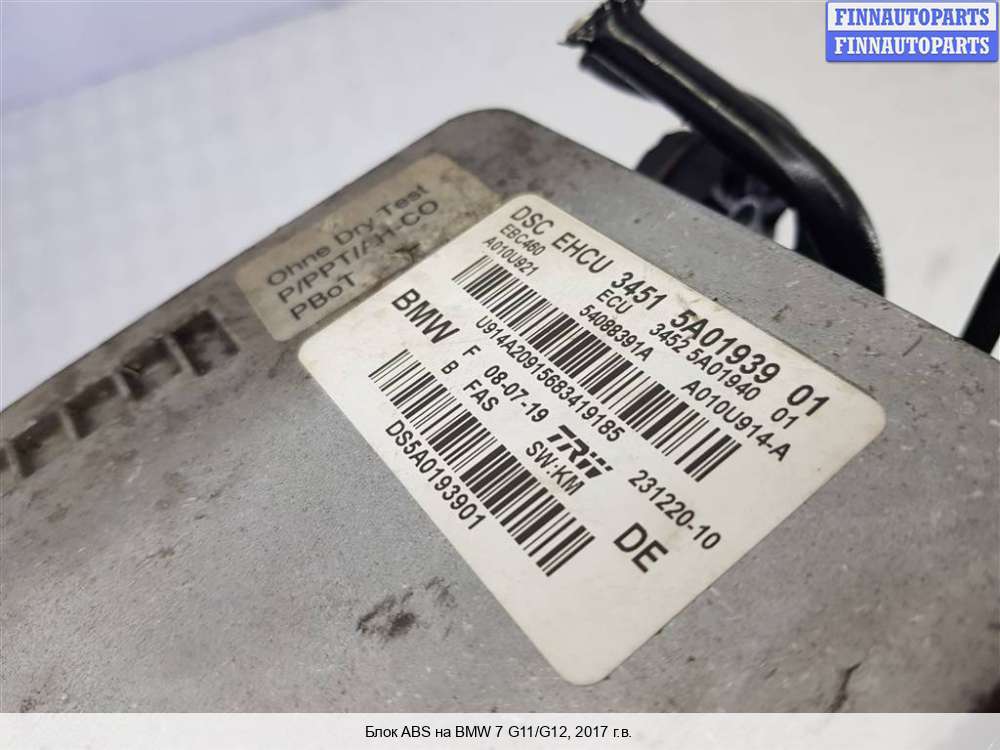 FINNAUTOPARTS
FINNAUTOPARTS
Ohne Dry Test
P/PPT//AH-CO
PBoT
DSC EHCU 3451 5A01939 01
EBC460 ECU 3452 5A01940 01
A010U921 54088391A A010U914-A
U914A20915683419185
BMW F 08-07-19 TRW 231220-10
B FAS SW:KM DE
DS5A0193901
Блок ABS на BMW 7 G11/G12, 2017 г.в.